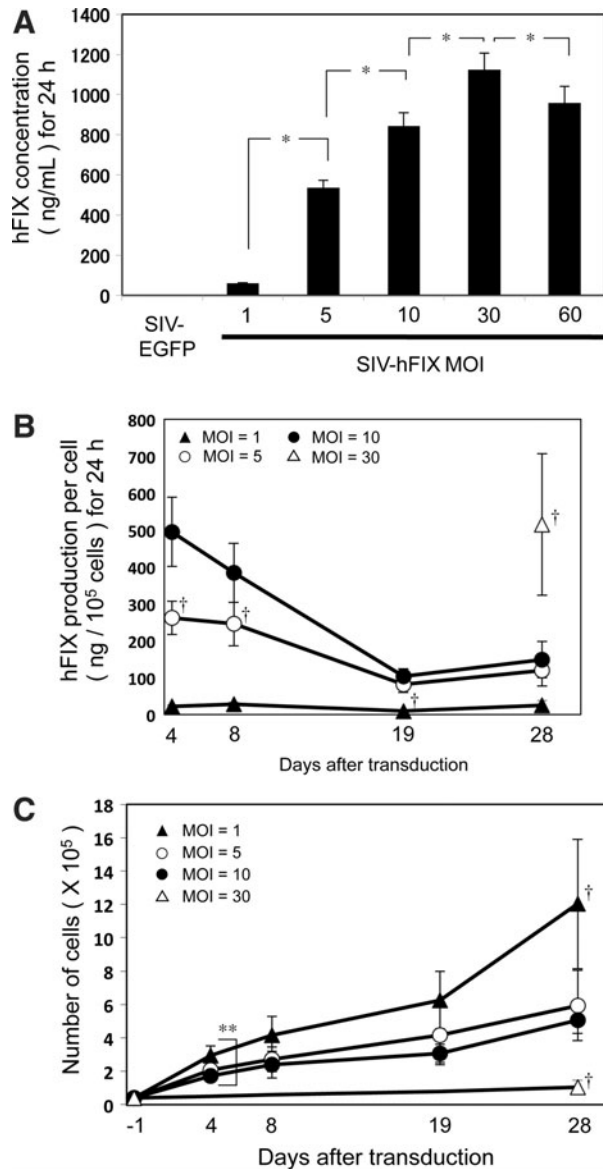 A
hFIX concentration
( ng/mL ) for 24 h
1400
1200
1000
800
600
400
200
0
* * * *
SIV-
EGFP
1 5 10 30 60
SIV-hFIX MOI
B
hFIX production per cell
( ng / 10⁵ cells ) for 24 h
800
700
600
500
400
300
200
100
0
▲ MOI = 1 ● MOI = 10
○ MOI = 5 △ MOI = 30
† † † †
4 8 19 28
Days after transduction
C
Number of cells ( X 10⁵)
18
16
14
12
10
8
6
4
2
0
▲ MOI = 1
○ MOI = 5
● MOI = 10
△ MOI = 30
**
†
†
-1 4 8 19 28
Days after transduction